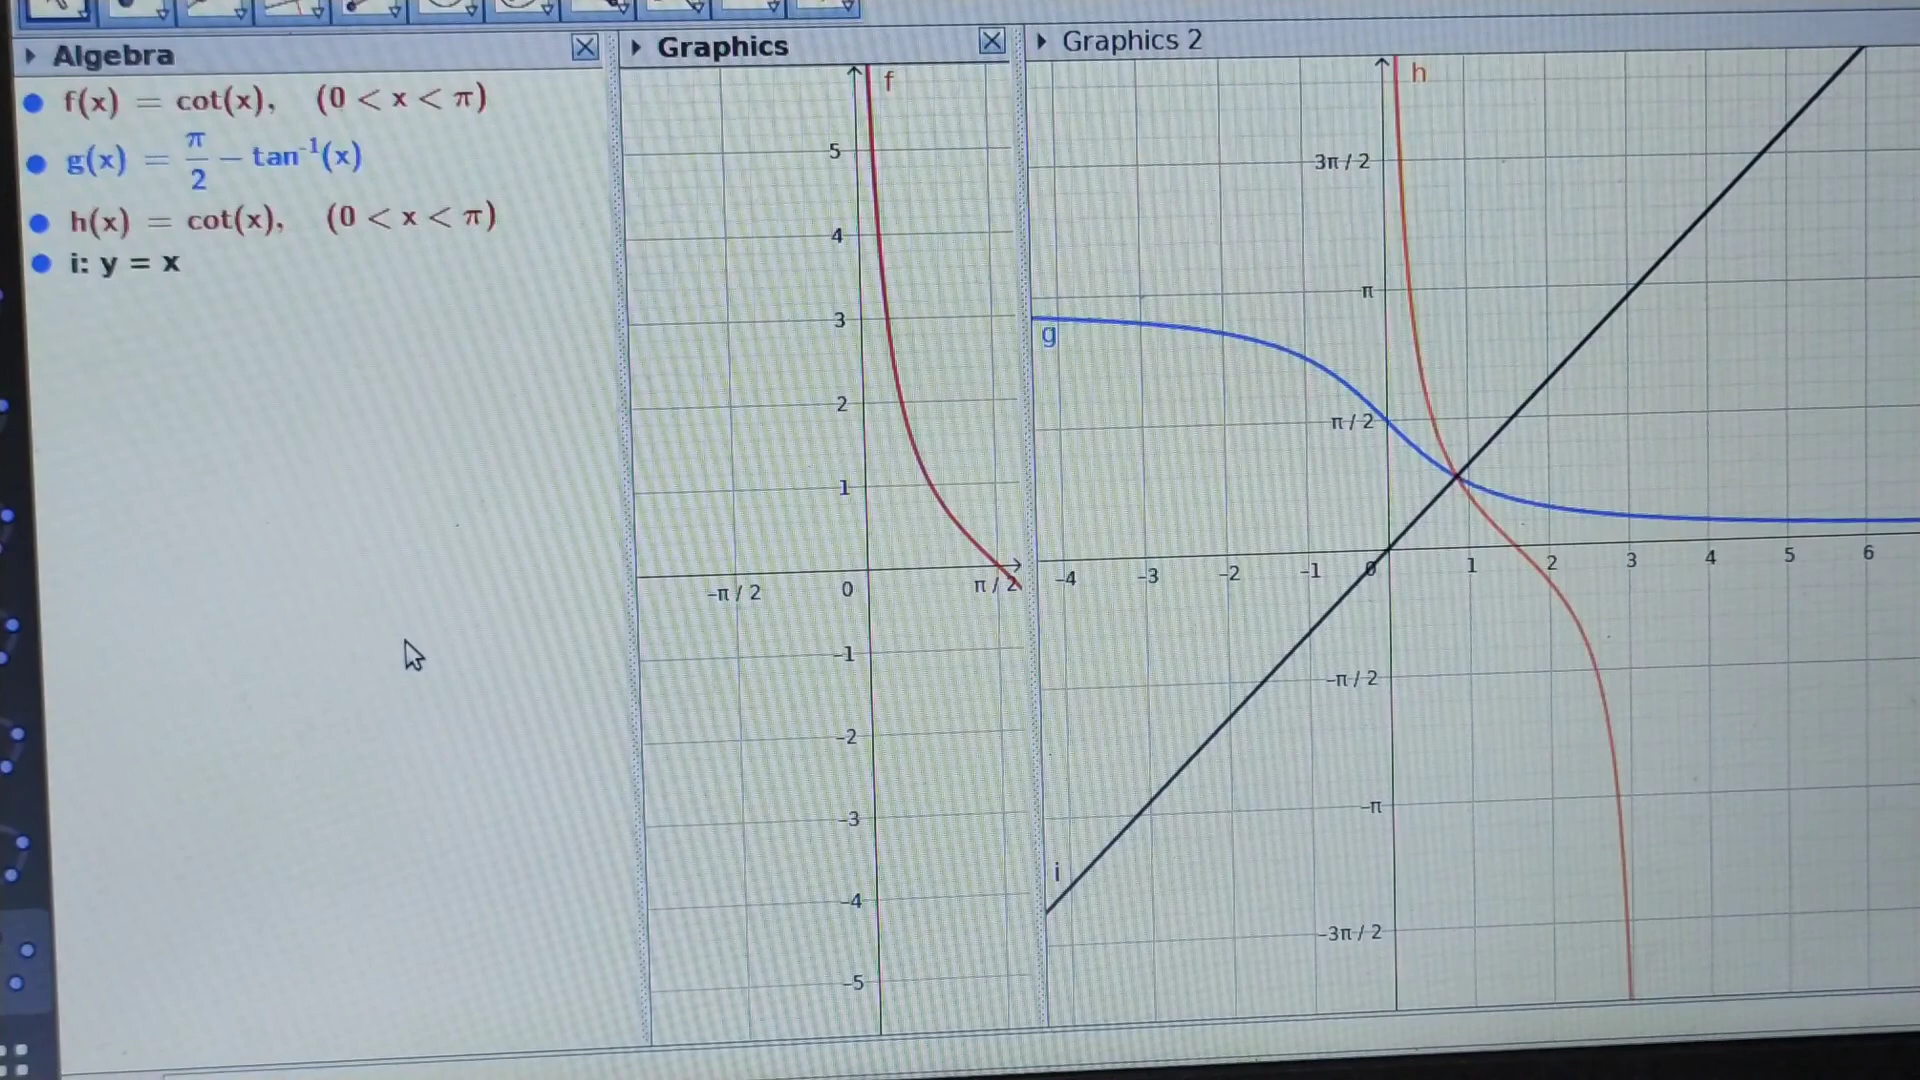 Algebra
f(x) = cot(x), (0 < x < π)
g(x) = π/2 − tan⁻¹(x)
h(x) = cot(x), (0 < x < π)
i: y = x
Graphics
f
5
4
3
2
1
−π / 2
0
π / 2
−1
−2
−3
−4
−5
Graphics 2
h
3π / 2
π
g
π / 2
−4
−3
−2
−1
0
1
2
3
4
5
6
−π / 2
−π
i
−3π / 2